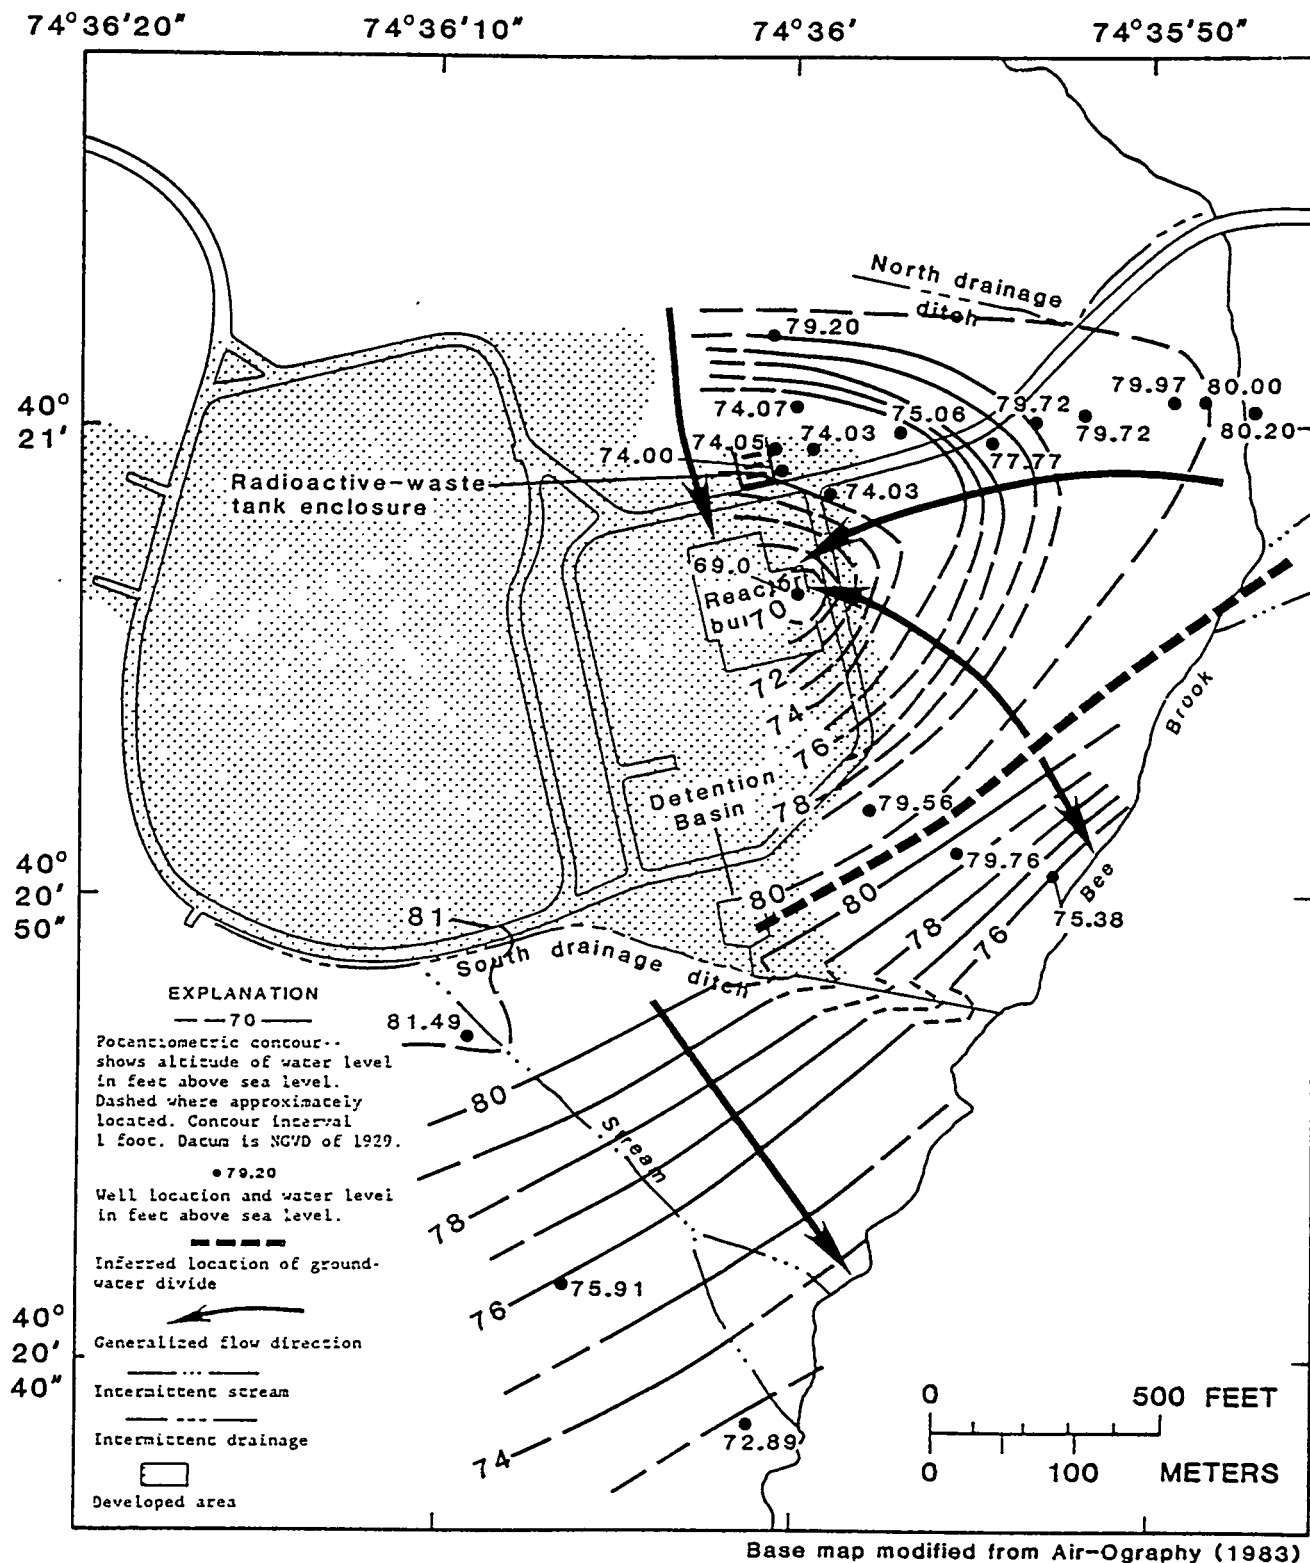 74°36'20" 74°36'10" 74°36' 74°35'50"
North drainage
ditch
79.20
40°
21'
79.97 80.00
74.07 75.06 79.72
79.72 80.20
74.05 74.03
77.77
74.00
Radioactive-waste
tank enclosure
74.03
69.0
Reactor
70
72
74
76
78
Brook
Detention
Basin
79.56
79.76
40°
20'
50"
80
80
78
76
Bee
75.38
81
South drainage ditch
81.49
EXPLANATION
70
Potentiometric contour--
shows altitude of water level
in feet above sea level.
Dashed where approximately
located. Contour interval
1 foot. Datum is NGVD of 1929.
79.20
Well location and water level
in feet above sea level.
Inferred location of ground-
water divide
Generalized flow direction
Intermittent stream
Intermittent drainage
Developed area
80
Stream
78
76
75.91
74
72.89
40°
20'
40"
0 500 FEET
0 100 METERS
Base map modified from Air-Ography (1983)